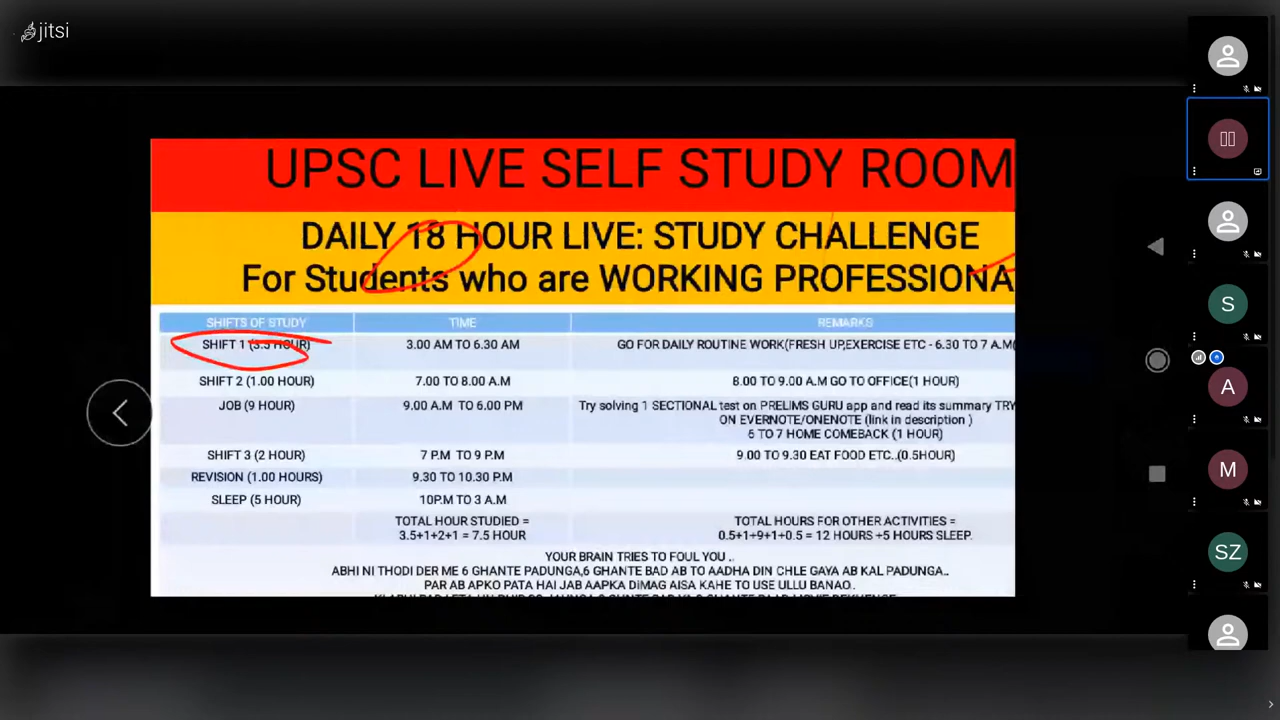 jitsi
UPSC LIVE SELF STUDY ROOM
DAILY 18 HOUR LIVE: STUDY CHALLENGE
For Students who are WORKING PROFESSIONA
SHIFTS OF STUDY TIME REMARKS
SHIFT 1 (3.5 HOUR) 3.00 AM TO 6.30 AM GO FOR DAILY ROUTINE WORK(FRESH UP,EXERCISE ETC - 6.30 TO 7 A.M(
SHIFT 2 (1.00 HOUR) 7.00 TO 8.00 A.M 8.00 TO 9.00 A.M GO TO OFFICE(1 HOUR)
JOB (9 HOUR) 9.00 A.M TO 6.00 PM Try solving 1 SECTIONAL test on PRELIMS GURU app and read its summary TRY
ON EVERNOTE/ONENOTE (link in description )
6 TO 7 HOME COMEBACK (1 HOUR)
SHIFT 3 (2 HOUR) 7 P.M TO 9 P.M 9.00 TO 9.30 EAT FOOD ETC..(0.5HOUR)
REVISION (1.00 HOURS) 9.30 TO 10.30 P.M
SLEEP (5 HOUR) 10P.M TO 3 A.M
TOTAL HOUR STUDIED = TOTAL HOURS FOR OTHER ACTIVITIES =
3.5+1+2+1 = 7.5 HOUR 0.5+1+9+1+0.5 = 12 HOURS +5 HOURS SLEEP.
YOUR BRAIN TRIES TO FOUL YOU ..
ABHI NI THODI DER ME 6 GHANTE PADUNGA,6 GHANTE BAD AB TO AADHA DIN CHLE GAYA AB KAL PADUNGA..
PAR AB APKO PATA HAI JAB AAPKA DiMAG AISA KAHE TO USE ULLU BANAO..
S
A
M
SZ